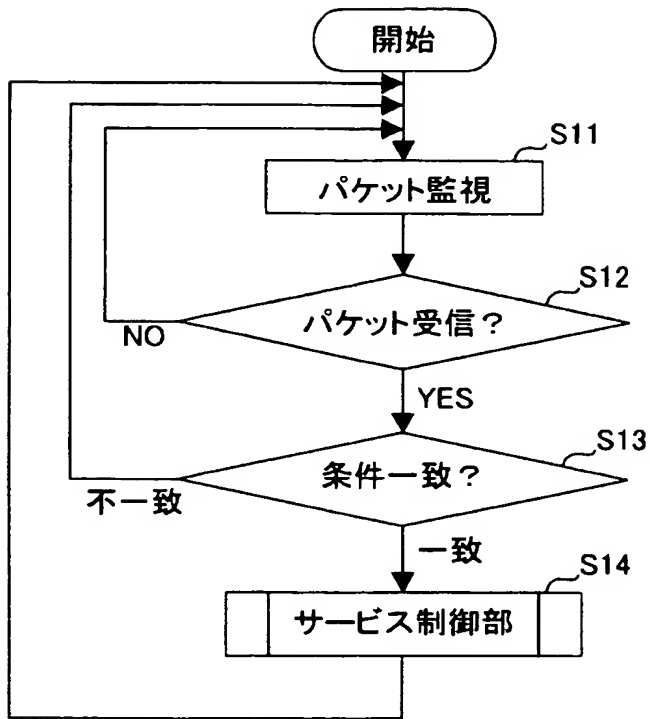 開始
S11
パケット監視
S12
パケット受信？
NO
YES
S13
条件一致？
不一致
一致
S14
サービス制御部